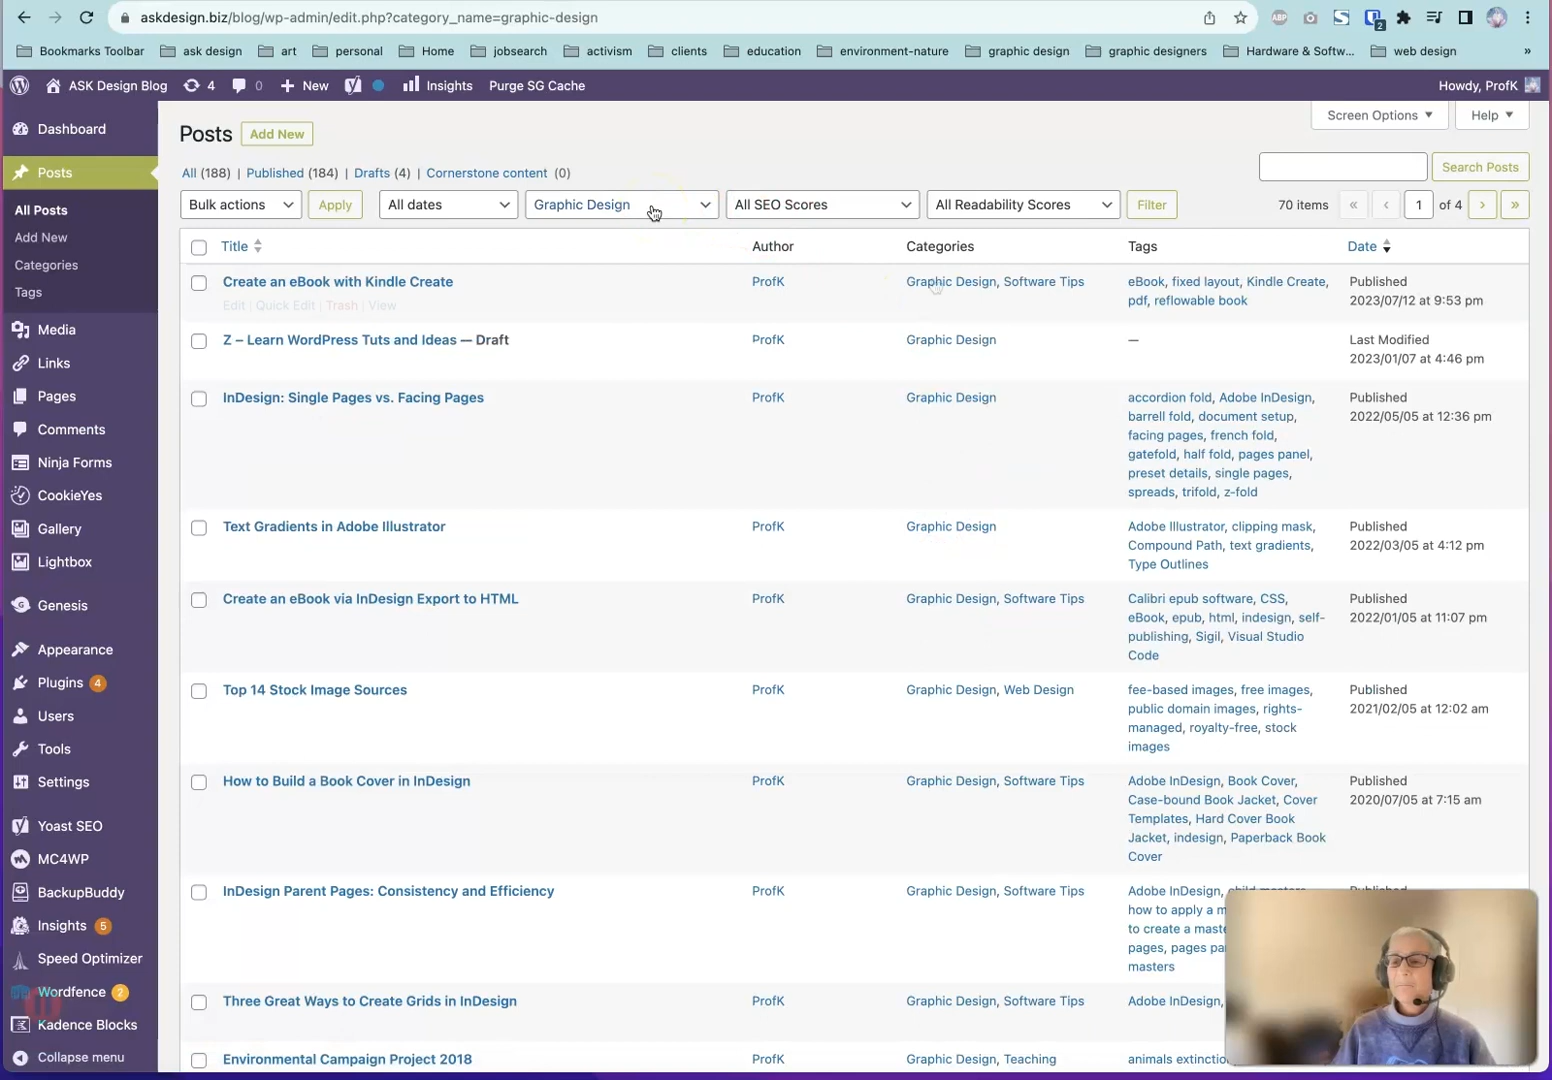 askdesign.biz/blog/wp-admin/edit.php?category_name=graphic-design
ABP
S
2
Bookmarks Toolbar
ask design
art
personal
Home
jobsearch
activism
clients
education
environment-nature
graphic design
graphic designers
Hardware & Softw...
web design
»
ASK Design Blog
4
0
+ New
Insights
Purge SG Cache
Howdy, ProfK
Dashboard
Posts
All Posts
Add New
Categories
Tags
Media
Links
Pages
Comments
Ninja Forms
CookieYes
Gallery
Lightbox
Genesis
Appearance
Plugins 4
Users
Tools
Settings
Yoast SEO
MC4WP
BackupBuddy
Insights 5
Speed Optimizer
Wordfence 2
Kadence Blocks
Collapse menu
Posts
Add New
Screen Options
Help
All (188) | Published (184) | Drafts (4) | Cornerstone content (0)
Search Posts
Bulk actions
Apply
All dates
Graphic Design
All SEO Scores
All Readability Scores
Filter
70 items « ‹ 1 of 4 › »
Title
Author
Categories
Tags
Date
Create an eBook with Kindle Create
Edit | Quick Edit | Trash | View
ProfK
Graphic Design, Software Tips
eBook, fixed layout, Kindle Create,
pdf, reflowable book
Published
2023/07/12 at 9:53 pm
Z – Learn WordPress Tuts and Ideas — Draft
ProfK
Graphic Design
—
Last Modified
2023/01/07 at 4:46 pm
InDesign: Single Pages vs. Facing Pages
ProfK
Graphic Design
accordion fold, Adobe InDesign,
barrell fold, document setup,
facing pages, french fold,
gatefold, half fold, pages panel,
preset details, single pages,
spreads, trifold, z-fold
Published
2022/05/05 at 12:36 pm
Text Gradients in Adobe Illustrator
ProfK
Graphic Design
Adobe Illustrator, clipping mask,
Compound Path, text gradients,
Type Outlines
Published
2022/03/05 at 4:12 pm
Create an eBook via InDesign Export to HTML
ProfK
Graphic Design, Software Tips
Calibri epub software, CSS,
eBook, epub, html, indesign, self-
publishing, Sigil, Visual Studio
Code
Published
2022/01/05 at 11:07 pm
Top 14 Stock Image Sources
ProfK
Graphic Design, Web Design
fee-based images, free images,
public domain images, rights-
managed, royalty-free, stock
images
Published
2021/02/05 at 12:02 am
How to Build a Book Cover in InDesign
ProfK
Graphic Design, Software Tips
Adobe InDesign, Book Cover,
Case-bound Book Jacket, Cover
Templates, Hard Cover Book
Jacket, indesign, Paperback Book
Cover
Published
2020/07/05 at 7:15 am
InDesign Parent Pages: Consistency and Efficiency
ProfK
Graphic Design, Software Tips
Adobe InDesign,
how to apply a
to create a
pages, pages
masters
Three Great Ways to Create Grids in InDesign
ProfK
Graphic Design, Software Tips
Adobe InDesign,
Environmental Campaign Project 2018
ProfK
Graphic Design, Teaching
animals